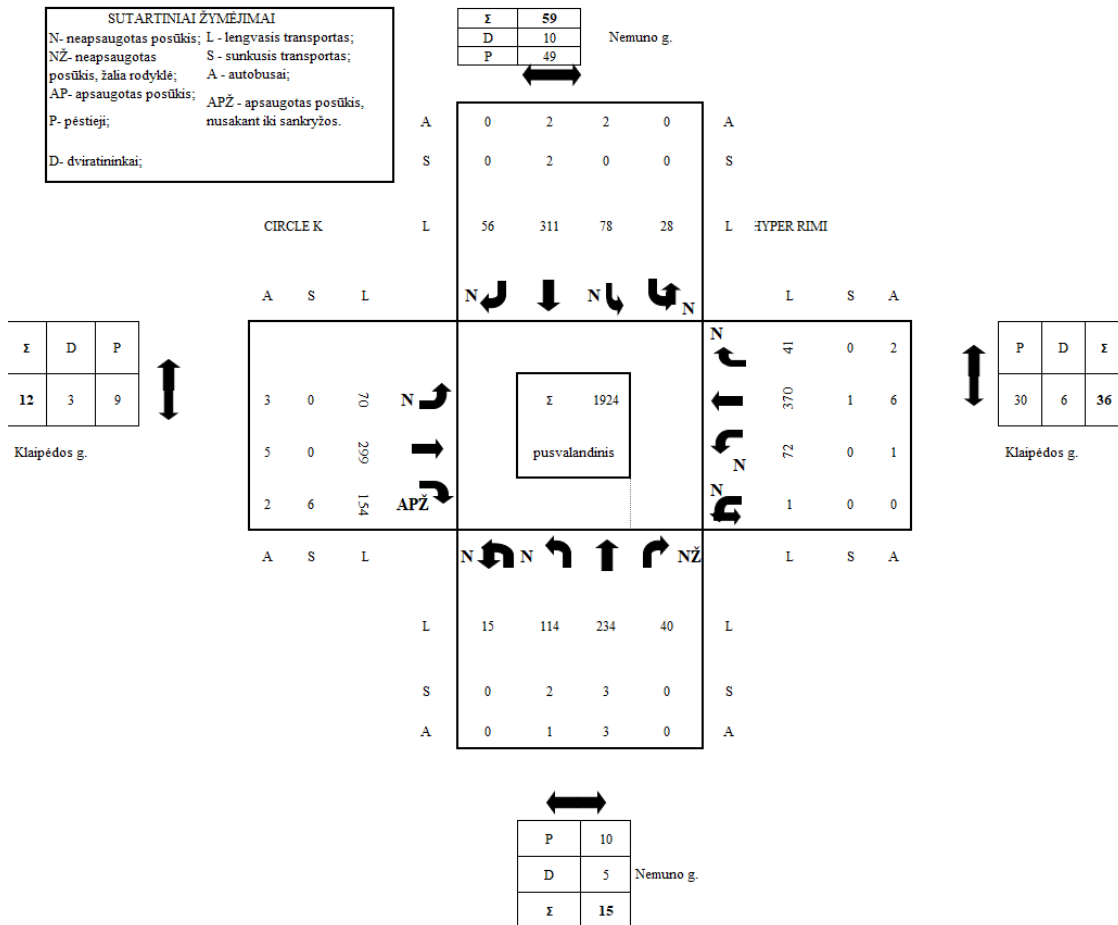 SUTARTINIAI ŽYMĖJIMAI
N- neapsaugotas posūkis; L - lengvasis transportas;
NŽ- neapsaugotas S - sunkusis transportas;
posūkis, žalia rodyklė; A - autobusai;
AP- apsaugotas posūkis; APŽ - apsaugotas posūkis,
P- pėstieji; nusakant iki sankryžos.
D- dviratininkai;
Σ 59
D 10 Nemuno g.
P 49
A 0 2 2 0 A
S 0 2 0 0 S
CIRCLE K L 56 311 78 28 L HYPER RIMI
A S L N N N L S A
Σ D P N 41 0 2 P D Σ
12 3 9 3 0 70 N Σ 1924 370 1 6 30 6 36
Klaipėdos g. 5 0 299 pusvalandinis N 72 0 1 Klaipėdos g.
2 6 154 APŽ N 1 0 0
A S L N N NŽ L S A
L 15 114 234 40 L
S 0 2 3 0 S
A 0 1 3 0 A
P 10
D 5 Nemuno g.
Σ 15